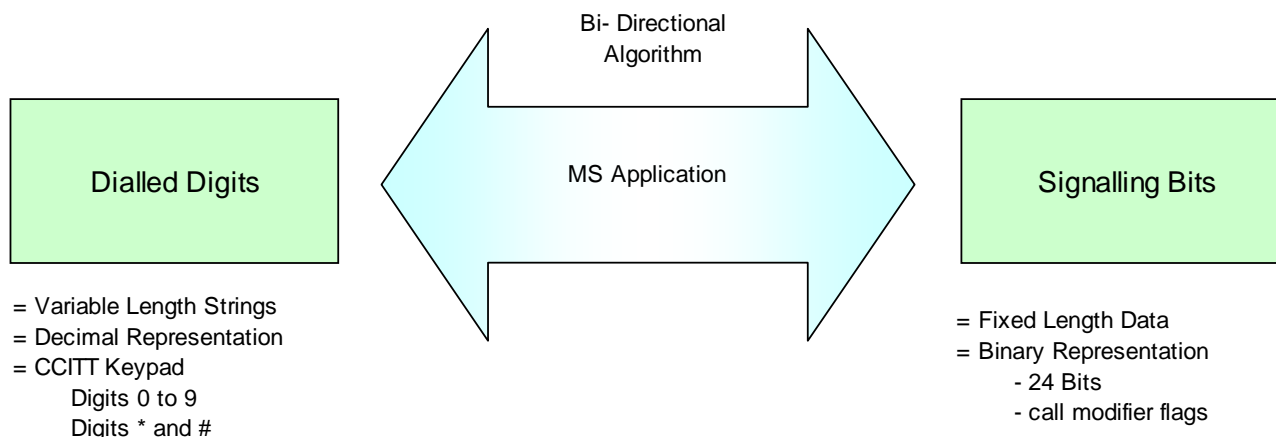 Bi- Directional
Algorithm
Dialled Digits
MS Application
Signalling Bits
= Variable Length Strings
= Decimal Representation
= CCITT Keypad
Digits 0 to 9
Digits * and #
= Fixed Length Data
= Binary Representation
- 24 Bits
- call modifier flags